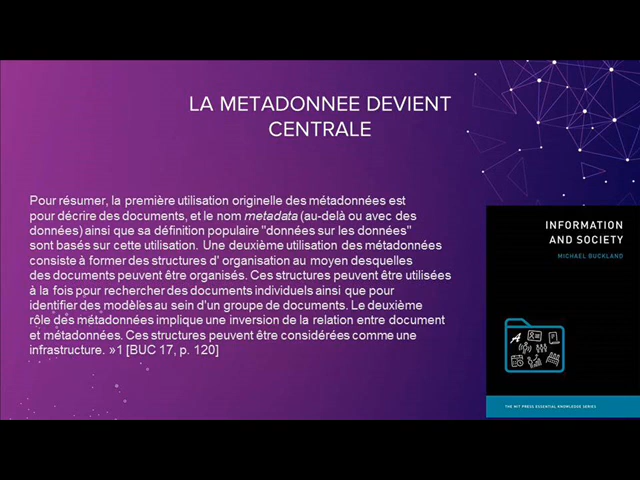 LA METADONNEE DEVIENT
CENTRALE
Pour résumer, la première utilisation originelle des métadonnées est
pour décrire des documents, et le nom metadata (au-delà ou avec des
données) ainsi que sa définition populaire "données sur les données"
sont basés sur cette utilisation. Une deuxième utilisation des métadonnées
consiste à former des structures d' organisation au moyen desquelles
des documents peuvent être organisés. Ces structures peuvent être utilisées
à la fois pour rechercher des documents individuels ainsi que pour
identifier des modèles au sein d'un groupe de documents. Le deuxième
rôle des métadonnées implique une inversion de la relation entre document
et métadonnées. Ces structures peuvent être considérées comme une
infrastructure. »1 [BUC 17, p. 120]
INFORMATION
AND SOCIETY
MICHAEL BUCKLAND
THE MIT PRESS ESSENTIAL KNOWLEDGE SERIES